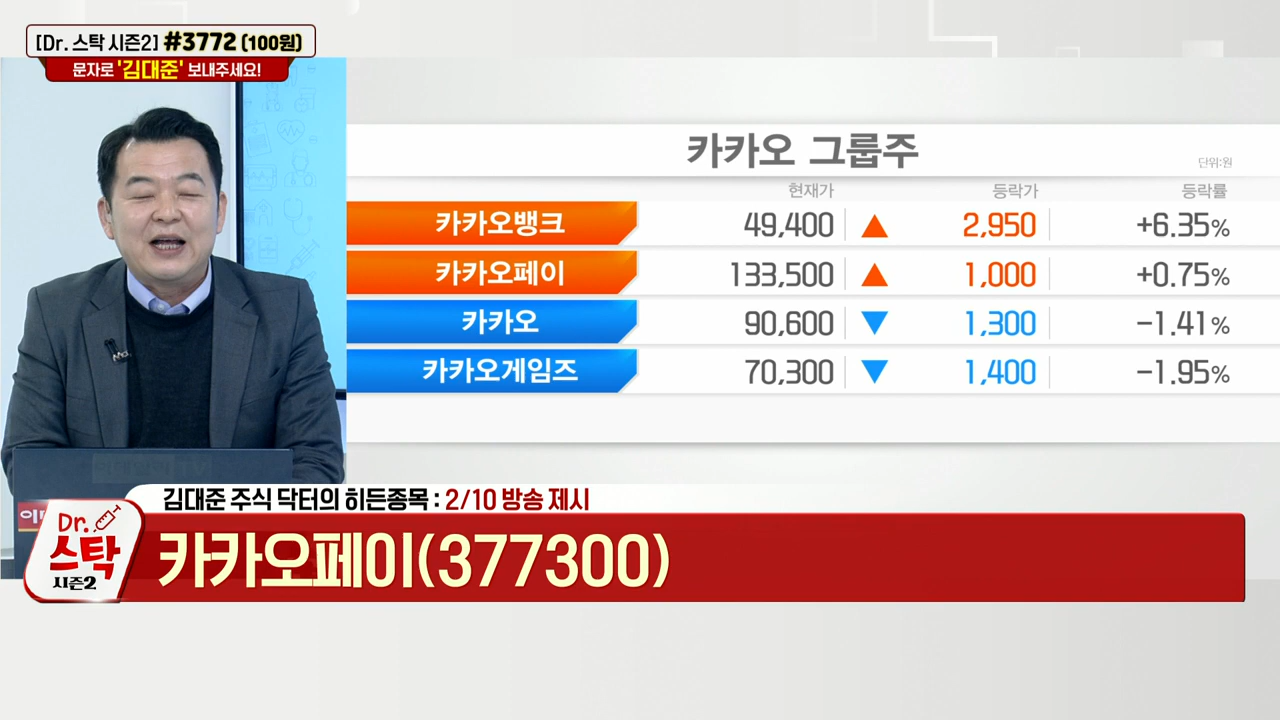 [Dr. 스탁 시즌2] #3772 (100원)
문자로 '김대준' 보내주세요!
카카오 그룹주
단위:원
현재가 등락가 등락률
카카오뱅크 49,400 ▲ 2,950 +6.35%
카카오페이 133,500 ▲ 1,000 +0.75%
카카오 90,600 ▼ 1,300 -1.41%
카카오게임즈 70,300 ▼ 1,400 -1.95%
김대준 주식 닥터의 히든종목 : 2/10 방송 제시
Dr.
스탁
시즌2
카카오페이(377300)